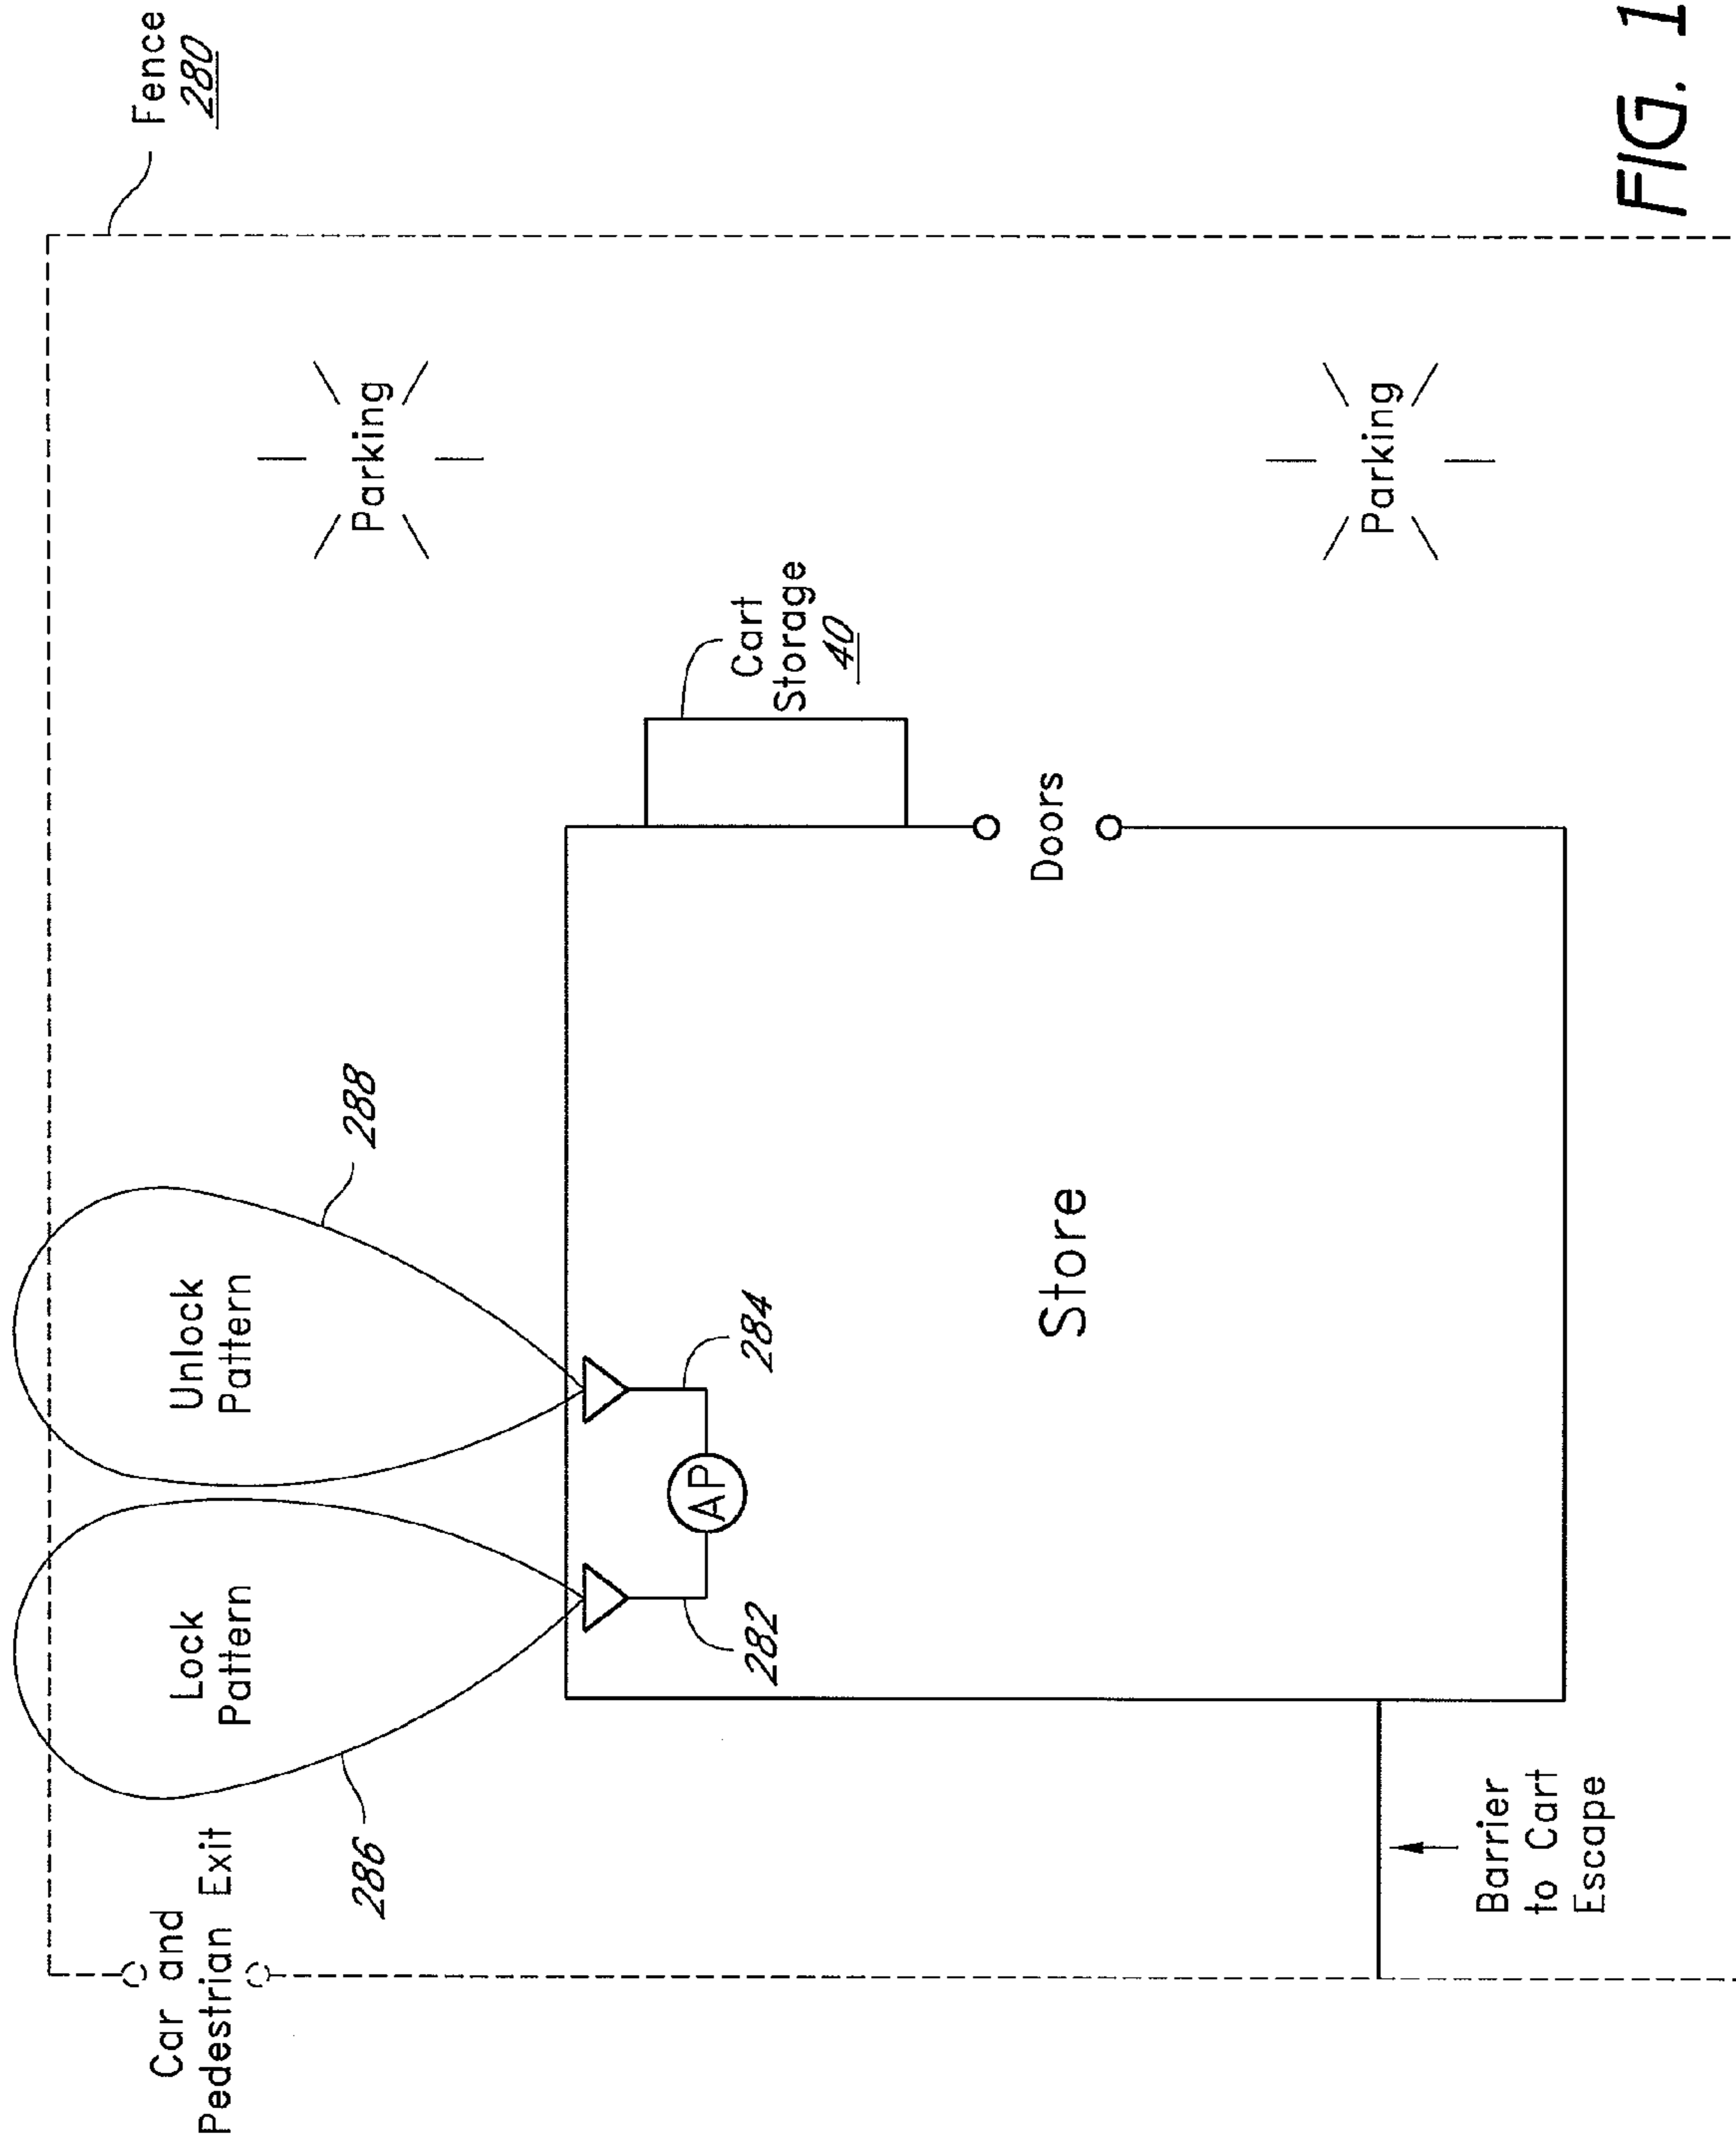 Car and
Pedestrian Exit
Lock
Pattern
286
Unlock
Pattern
288
Fence
280
Parking
282
AP
284
Cart
Storage
40
Store
Doors
Parking
Barrier
to Cart
Escape
FIG. 1